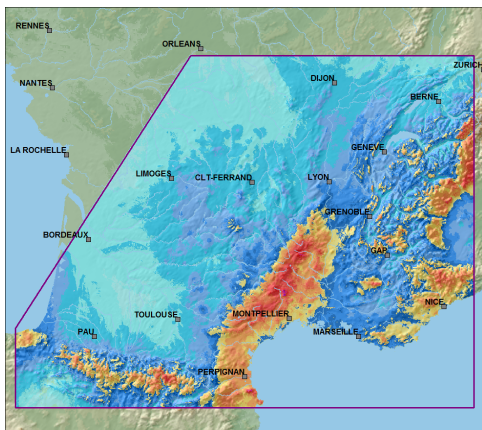 RENNES
ORLEANS
ZURICH
DIJON
NANTES
BERNE
LA ROCHELLE
GENEVE
LIMOGES
CLT-FERRAND
LYON
GRENOBLE
BORDEAUX
GAP
NICE
MONTPELLIER
TOULOUSE
PAU
MARSEILLE
PERPIGNAN